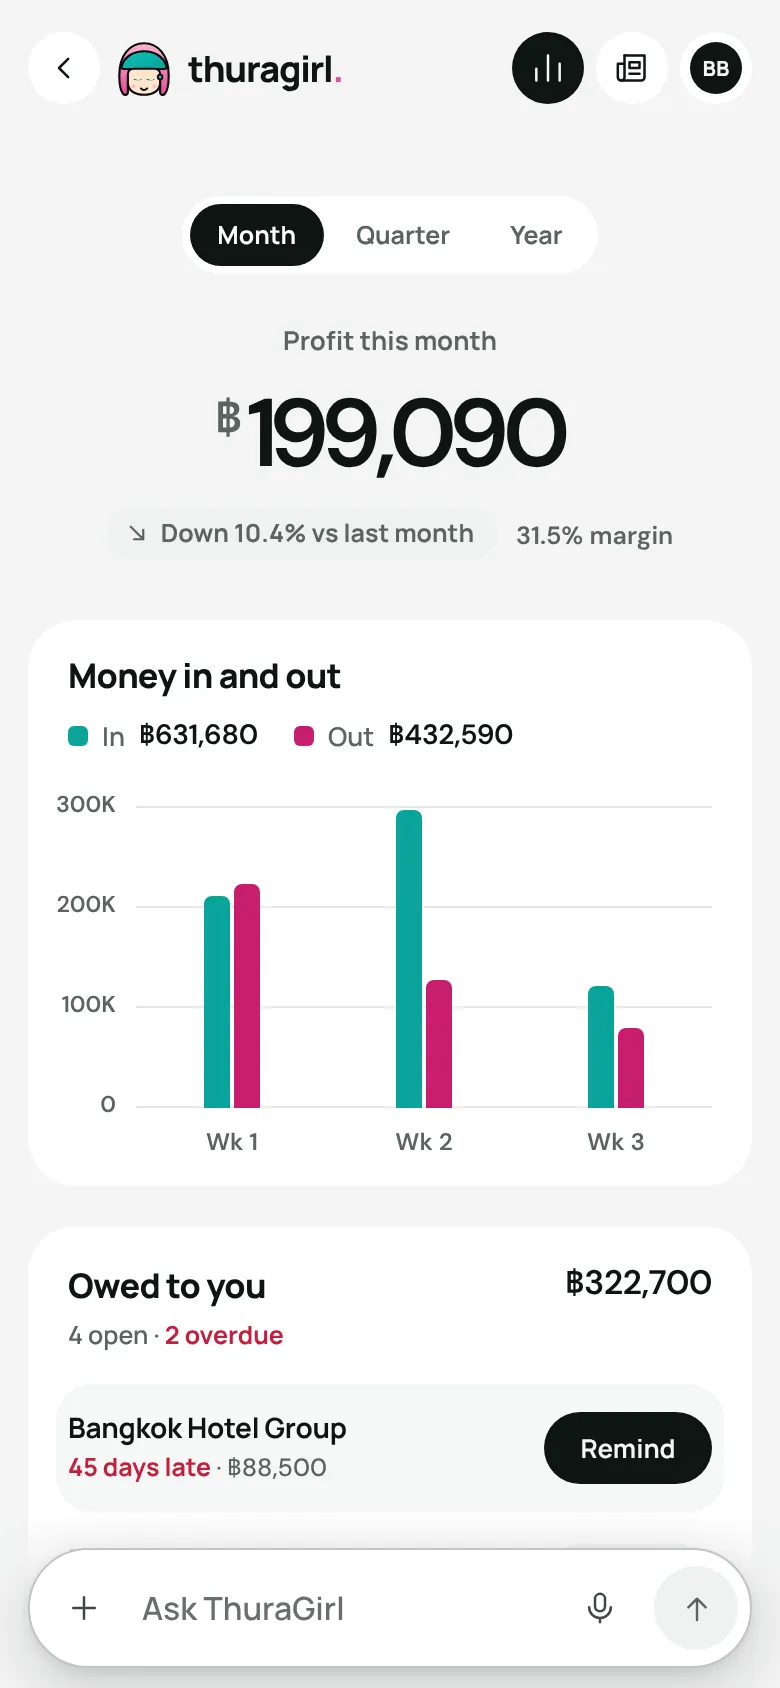 thuragirl.
BB
Month Quarter Year
Profit this month
฿199,090
Down 10.4% vs last month 31.5% margin
Money in and out
In ฿631,680 Out ฿432,590
300K
200K
100K
0
Wk 1 Wk 2 Wk 3
Owed to you ฿322,700
4 open · 2 overdue
Bangkok Hotel Group
45 days late · ฿88,500
Remind
Ask ThuraGirl